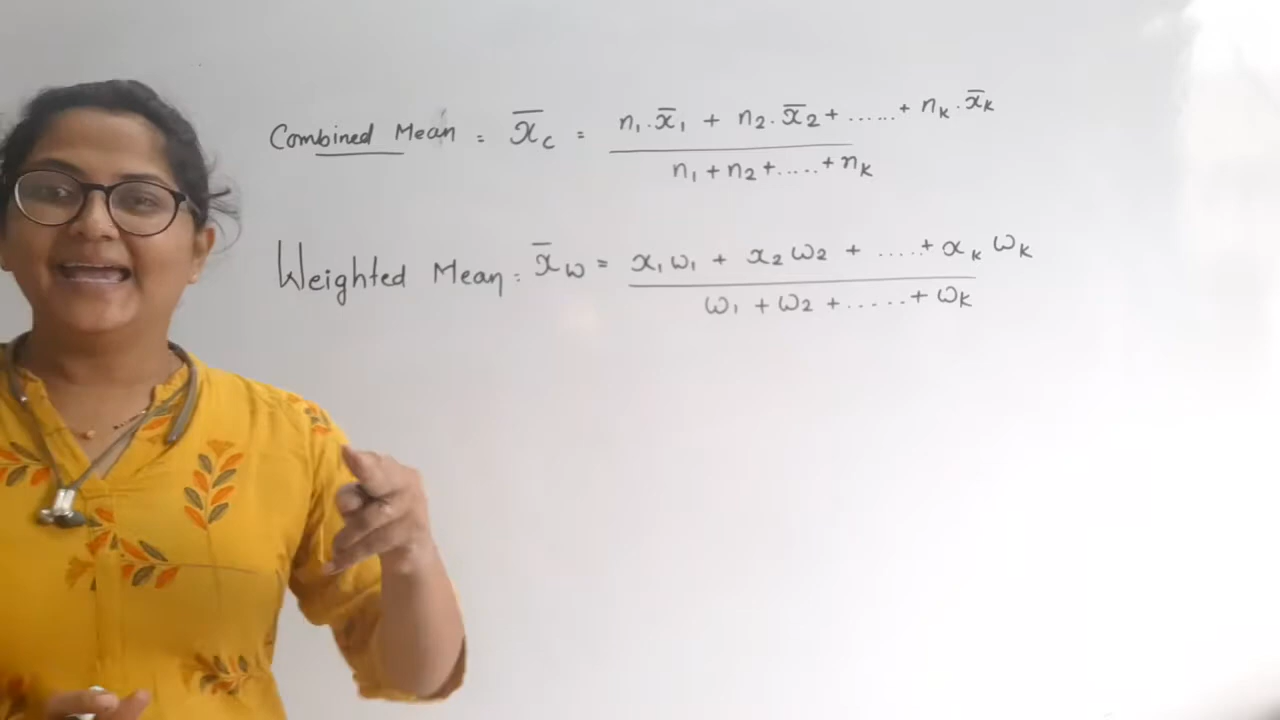 Combined Mean = x̄c = n1.x̄1 + n2.x̄2 + ...... + nk.x̄k
n1 + n2 + ..... + nk
Weighted Mean = x̄w = x1w1 + x2w2 + ..... + xk wk
w1 + w2 + ...... + wk